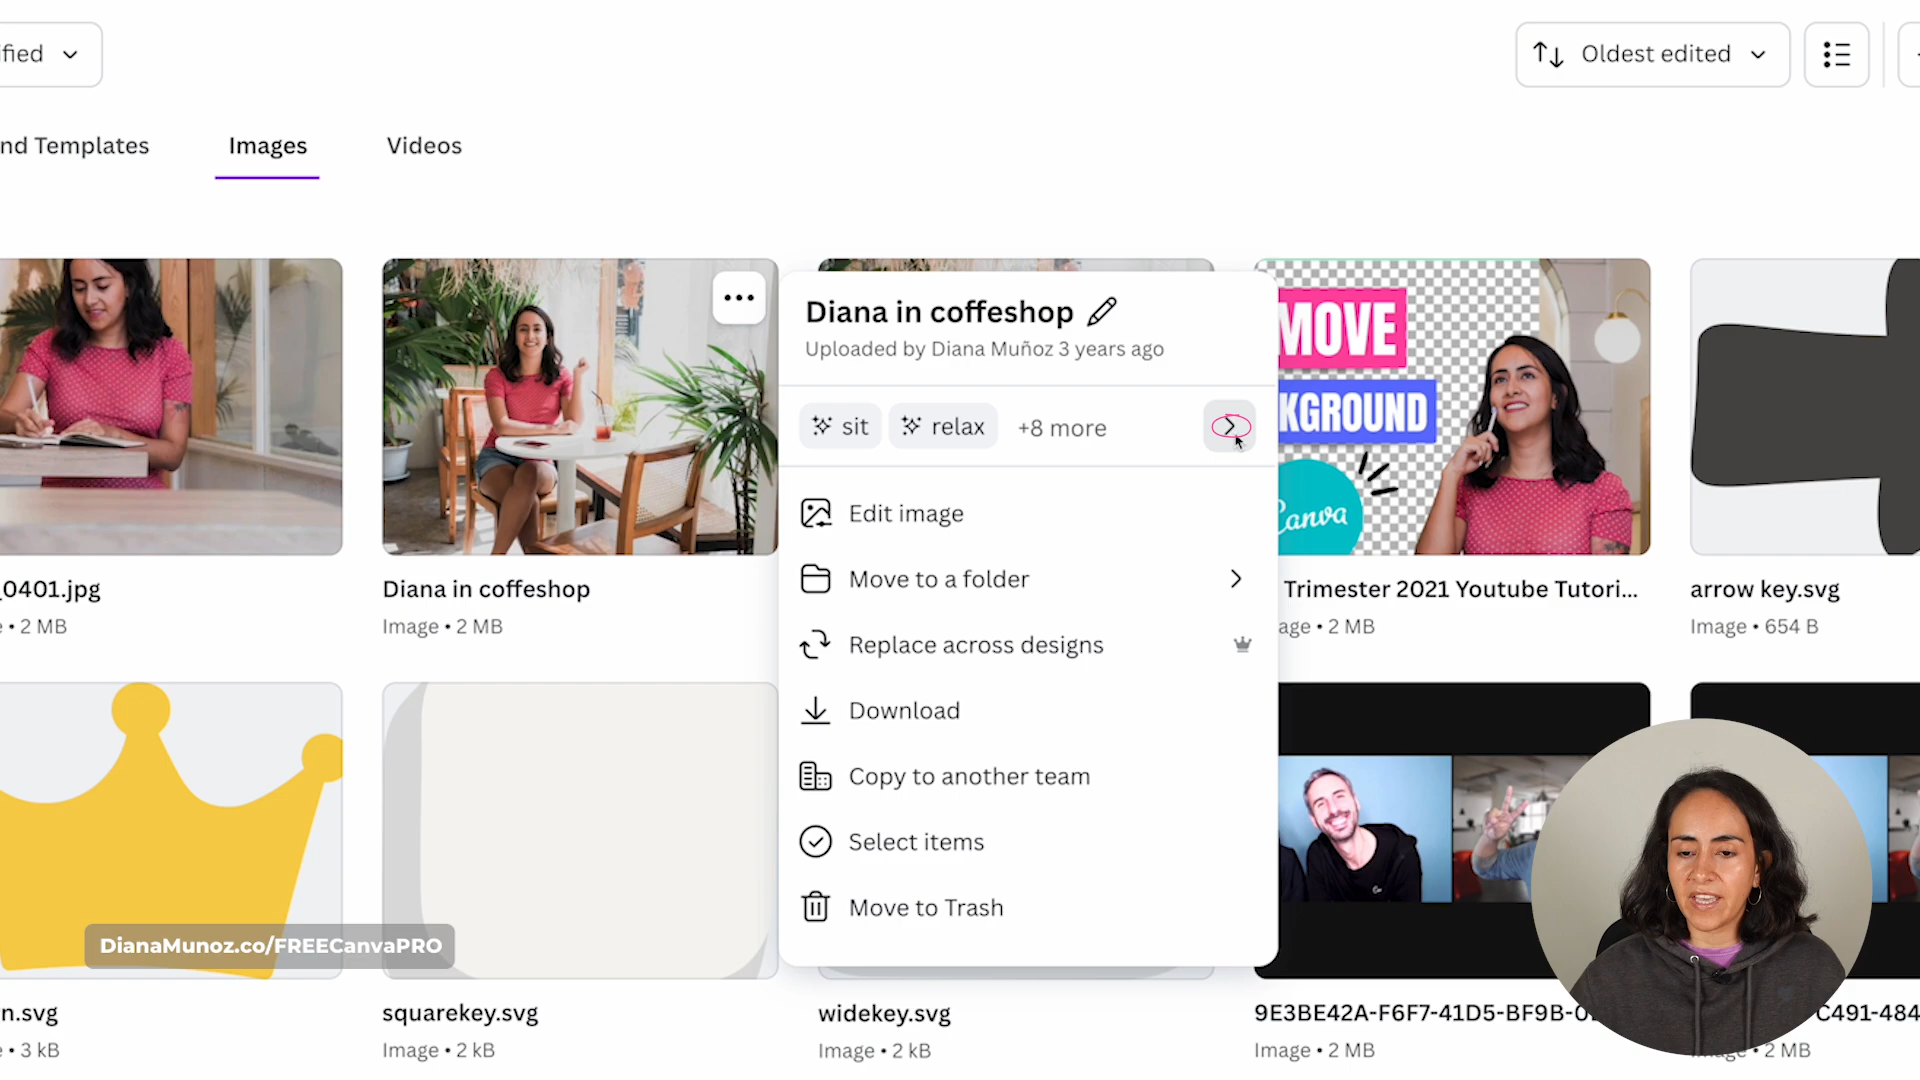 ified
Oldest edited
nd Templates
Images
Videos
Diana in coffeshop
Uploaded by Diana Muñoz 3 years ago
sit
relax
+8 more
Edit image
Move to a folder
Replace across designs
Download
Copy to another team
Select items
Move to Trash
MOVE
KGROUND
Canva
_0401.jpg
Diana in coffeshop
Trimester 2021 Youtube Tutori...
arrow key.svg
e • 2 MB
Image • 2 MB
age • 2 MB
Image • 654 B
DianaMunoz.co/FREECanvaPRO
n.svg
squarekey.svg
widekey.svg
9E3BE42A-F6F7-41D5-BF9B-0
C491-484
e • 3 kB
Image • 2 kB
Image • 2 kB
Image • 2 MB
Image • 2 MB